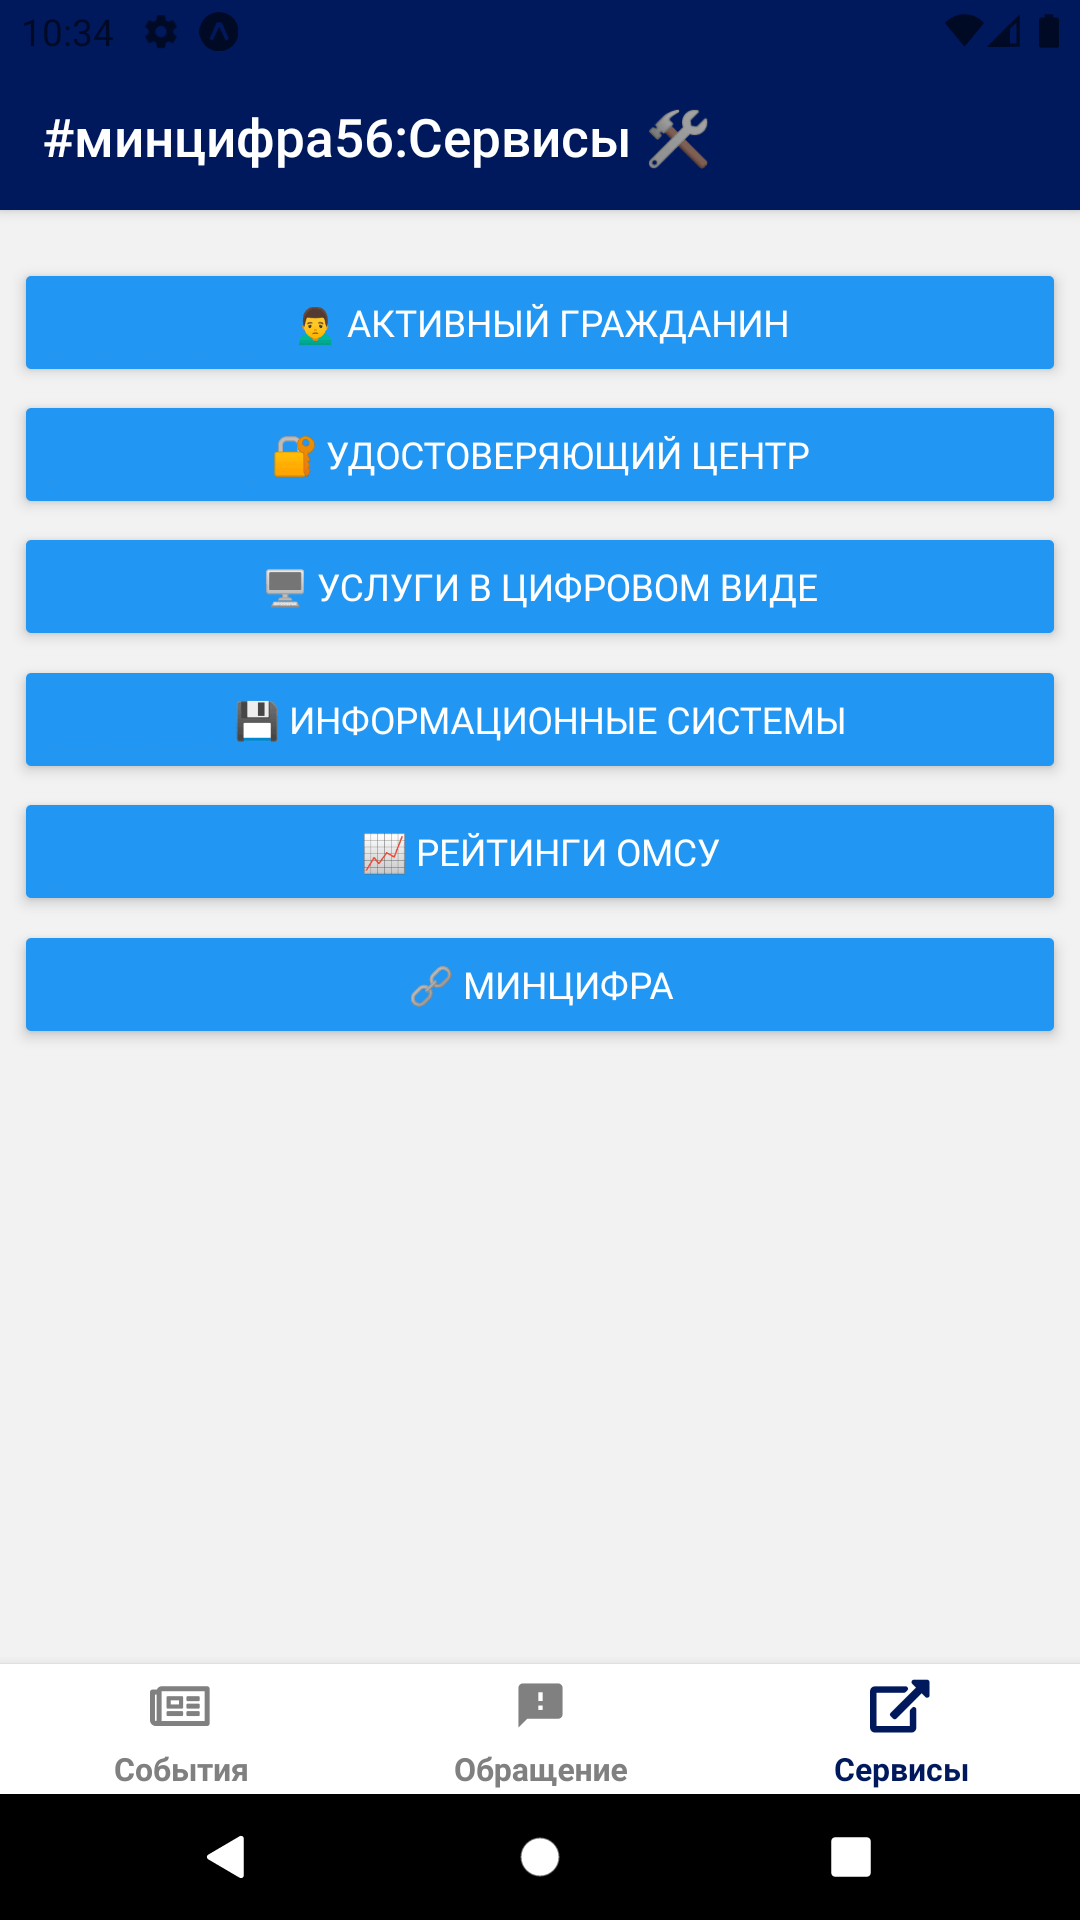 10:34
#минцифра56:Сервисы 🛠
🙎‍♂️ АКТИВНЫЙ ГРАЖДАНИН
🔐 УДОСТОВЕРЯЮЩИЙ ЦЕНТР
🖥 УСЛУГИ В ЦИФРОВОМ ВИДЕ
💾 ИНФОРМАЦИОННЫЕ СИСТЕМЫ
📈 РЕЙТИНГИ ОМСУ
🔗 МИНЦИФРА
События
Обращение
Сервисы